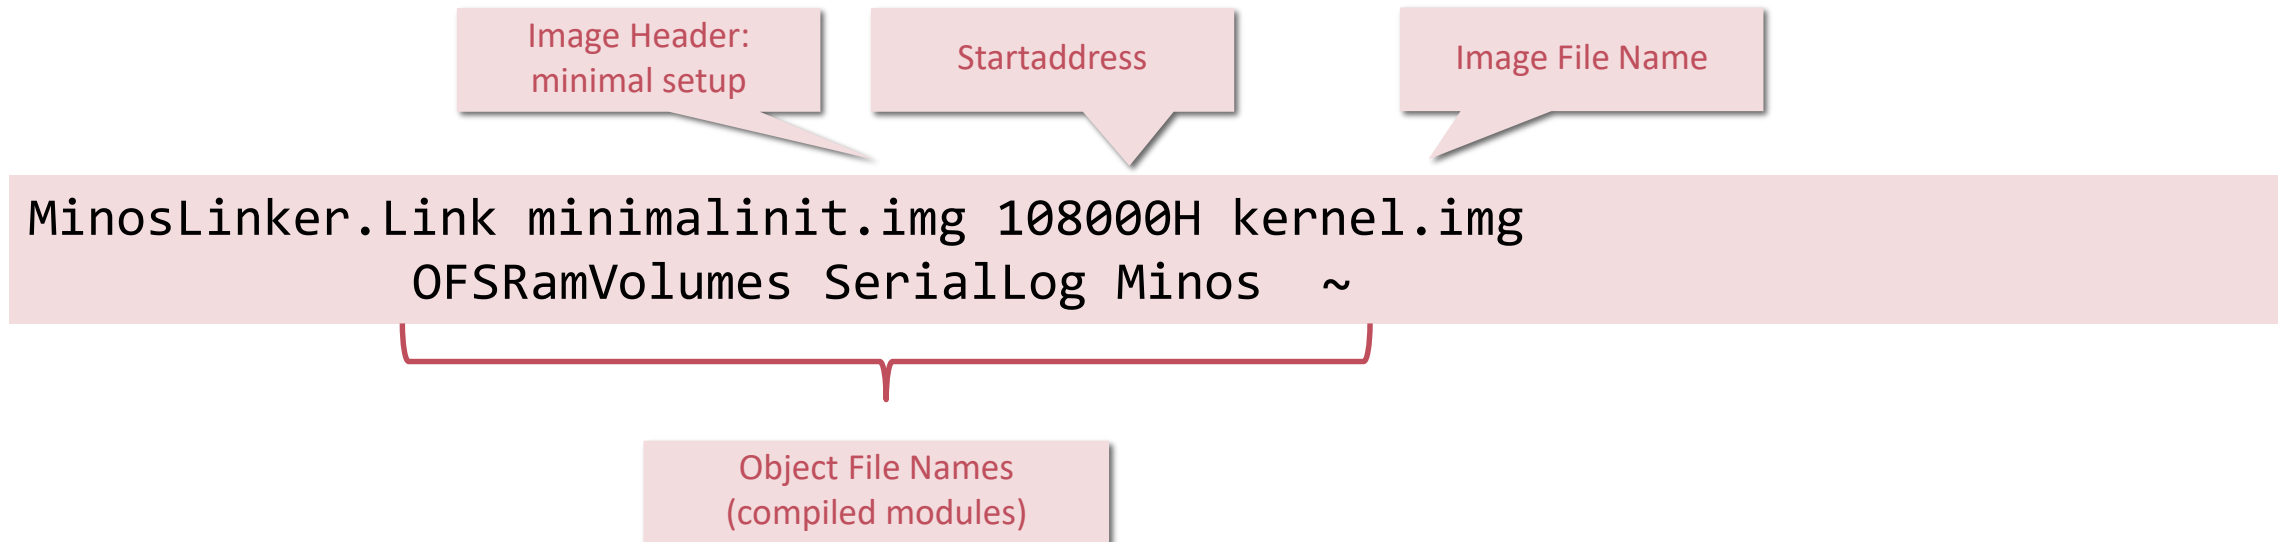 Image Header:
minimal setup
Startaddress
Image File Name
MinosLinker.Link minimalinit.img 108000H kernel.img
OFSRamVolumes SerialLog Minos ~
Object File Names
(compiled modules)